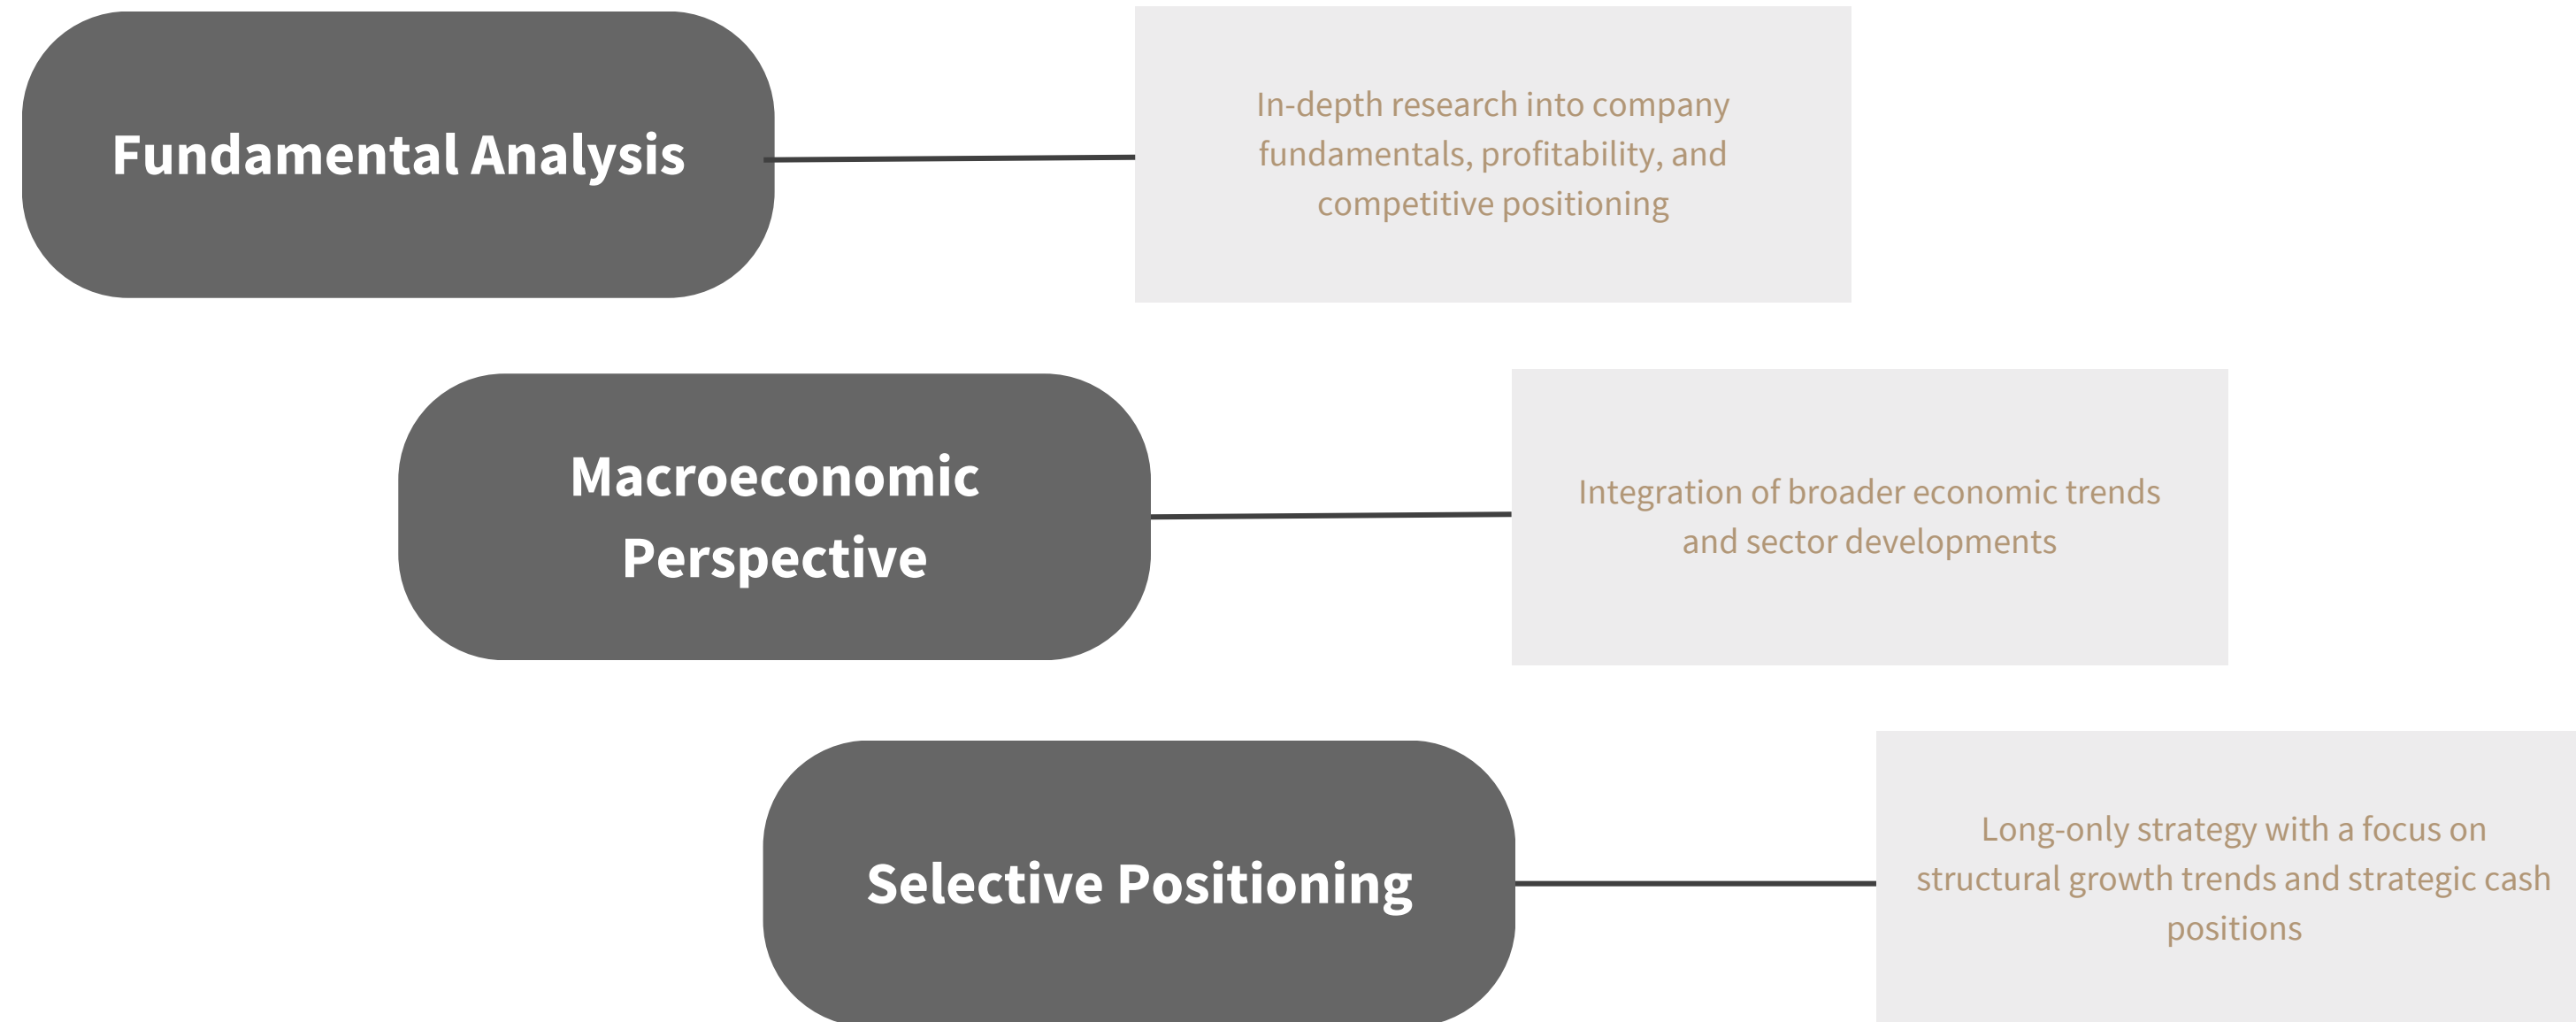 Fundamental Analysis
In-depth research into company
fundamentals, profitability, and
competitive positioning
Macroeconomic
Perspective
Integration of broader economic trends
and sector developments
Selective Positioning
Long-only strategy with a focus on
structural growth trends and strategic cash
positions